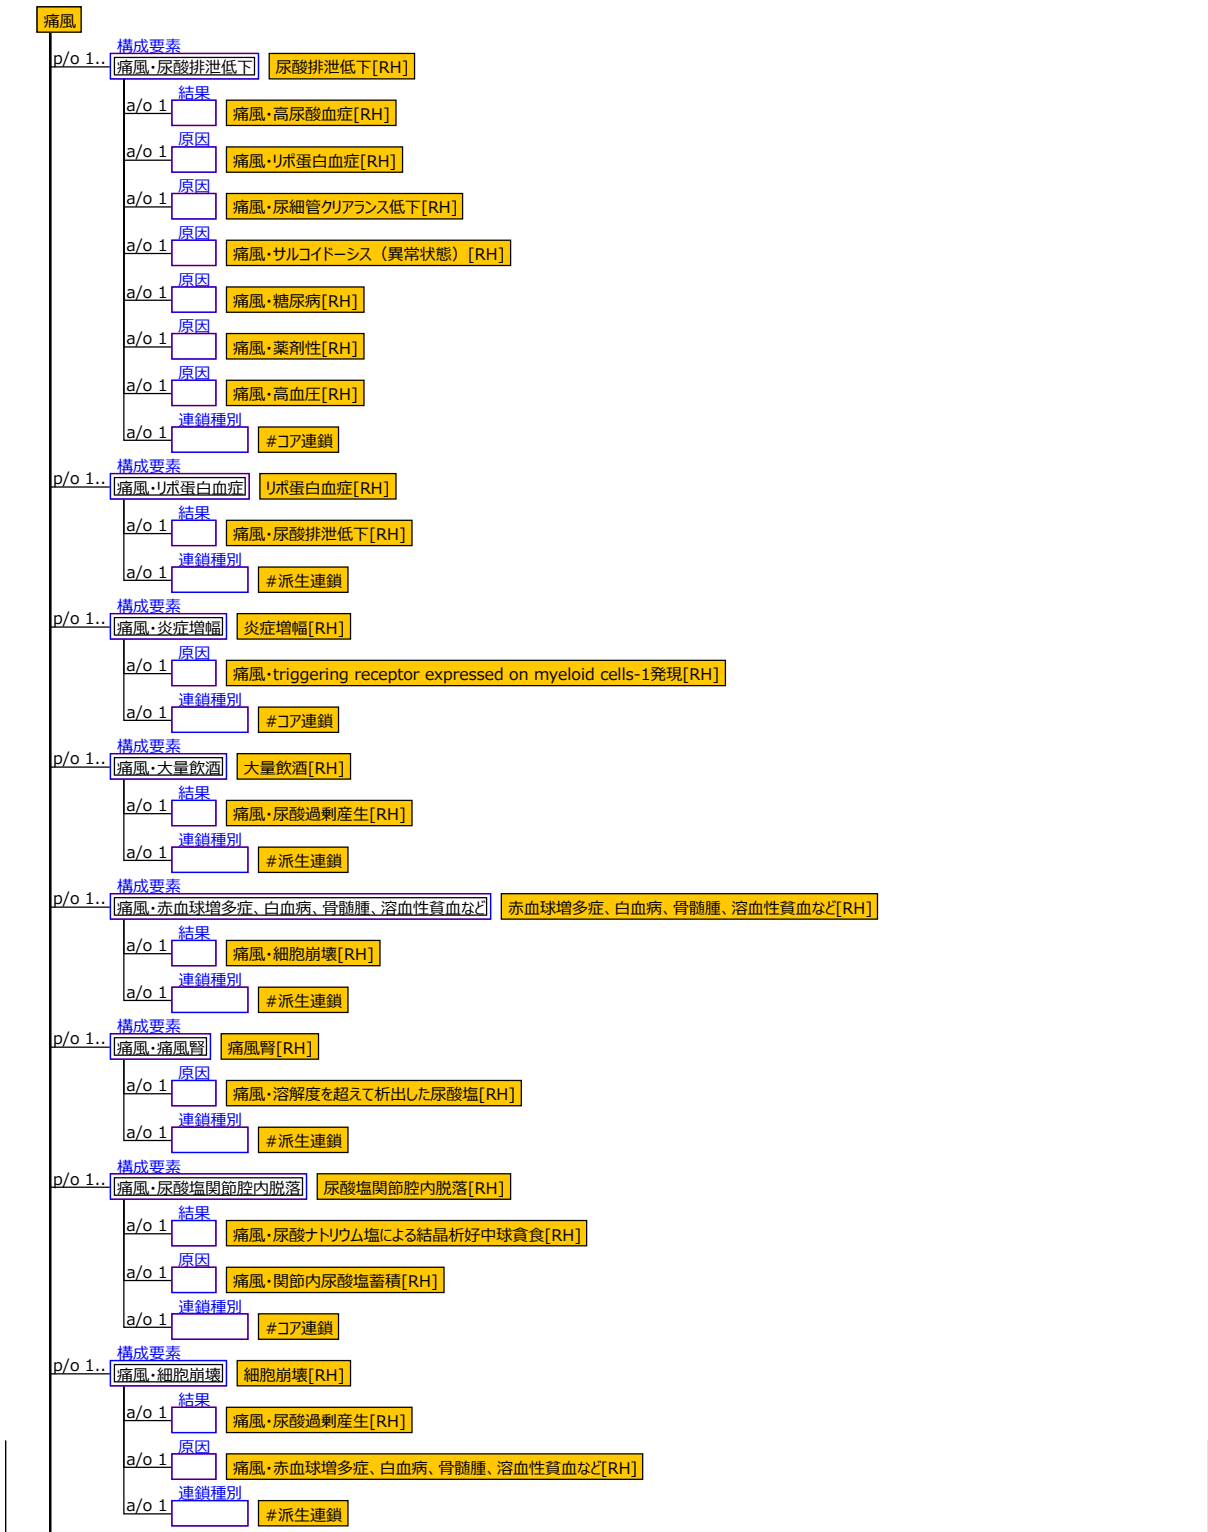 痛風
構成要素
p/o 1.. 痛風・尿酸排泄低下 尿酸排泄低下[RH]
結果
a/o 1 痛風・高尿酸血症[RH]
原因
a/o 1 痛風・リポ蛋白血症[RH]
原因
a/o 1 痛風・尿細管クリアランス低下[RH]
原因
a/o 1 痛風・サルコイドーシス（異常状態）[RH]
原因
a/o 1 痛風・糖尿病[RH]
原因
a/o 1 痛風・薬剤性[RH]
原因
a/o 1 痛風・高血圧[RH]
連鎖種別
a/o 1 #コア連鎖
構成要素
p/o 1.. 痛風・リポ蛋白血症 リポ蛋白血症[RH]
結果
a/o 1 痛風・尿酸排泄低下[RH]
連鎖種別
a/o 1 #派生連鎖
構成要素
p/o 1.. 痛風・炎症増幅 炎症増幅[RH]
原因
a/o 1 痛風・triggering receptor expressed on myeloid cells-1発現[RH]
連鎖種別
a/o 1 #コア連鎖
構成要素
p/o 1.. 痛風・大量飲酒 大量飲酒[RH]
結果
a/o 1 痛風・尿酸過剰産生[RH]
連鎖種別
a/o 1 #派生連鎖
構成要素
p/o 1.. 痛風・赤血球増多症、白血病、骨髄腫、溶血性貧血など 赤血球増多症、白血病、骨髄腫、溶血性貧血など[RH]
結果
a/o 1 痛風・細胞崩壊[RH]
連鎖種別
a/o 1 #派生連鎖
構成要素
p/o 1.. 痛風・痛風腎 痛風腎[RH]
原因
a/o 1 痛風・溶解度を超えて析出した尿酸塩[RH]
連鎖種別
a/o 1 #派生連鎖
構成要素
p/o 1.. 痛風・尿酸塩関節腔内脱落 尿酸塩関節腔内脱落[RH]
結果
a/o 1 痛風・尿酸ナトリウム塩による結晶析好中球貪食[RH]
原因
a/o 1 痛風・関節内尿酸塩蓄積[RH]
連鎖種別
a/o 1 #コア連鎖
構成要素
p/o 1.. 痛風・細胞崩壊 細胞崩壊[RH]
結果
a/o 1 痛風・尿酸過剰産生[RH]
原因
a/o 1 痛風・赤血球増多症、白血病、骨髄腫、溶血性貧血など[RH]
連鎖種別
a/o 1 #派生連鎖